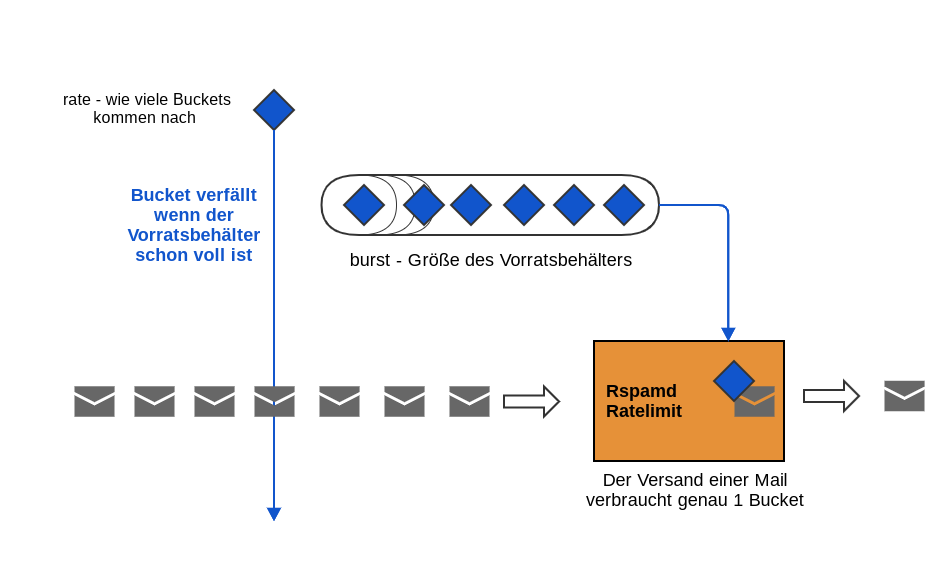 rate - wie viele Buckets
kommen nach
Bucket verfällt
wenn der
Vorratsbehälter
schon voll ist
burst - Größe des Vorratsbehälters
Rspamd
Ratelimit
Der Versand einer Mail
verbraucht genau 1 Bucket